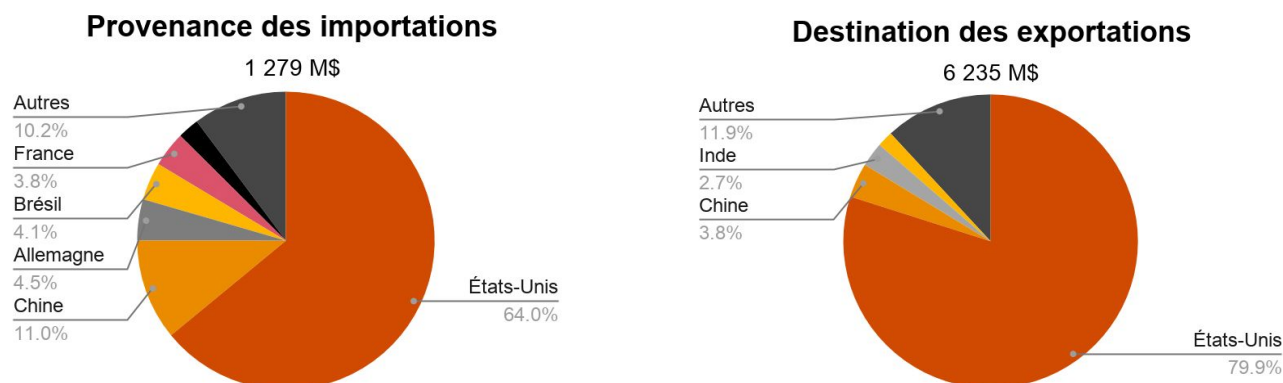 Provenance des importations
1 279 M$
Autres
10.2%
France
3.8%
Brésil
4.1%
Allemagne
4.5%
Chine
11.0%
États-Unis
64.0%
Destination des exportations
6 235 M$
Autres
11.9%
Inde
2.7%
Chine
3.8%
États-Unis
79.9%